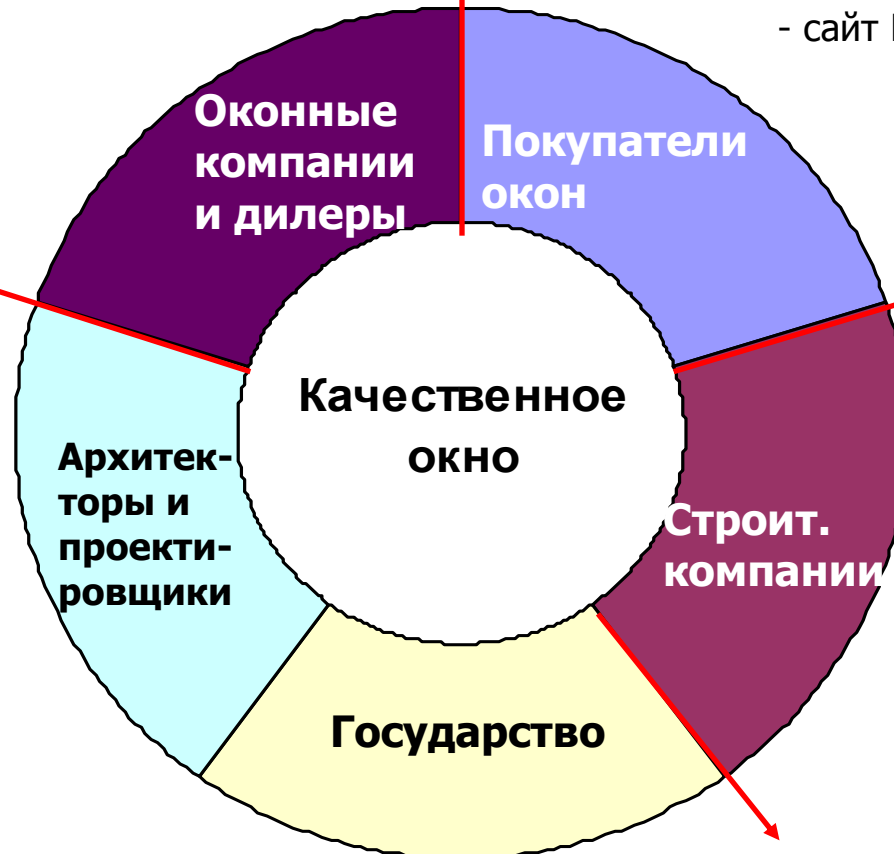 - сайт
Оконные
компании
и дилеры
Покупатели
окон
Качественное
окно
Архитек-
торы и
проекти-
ровщики
Строит.
компании
Государство